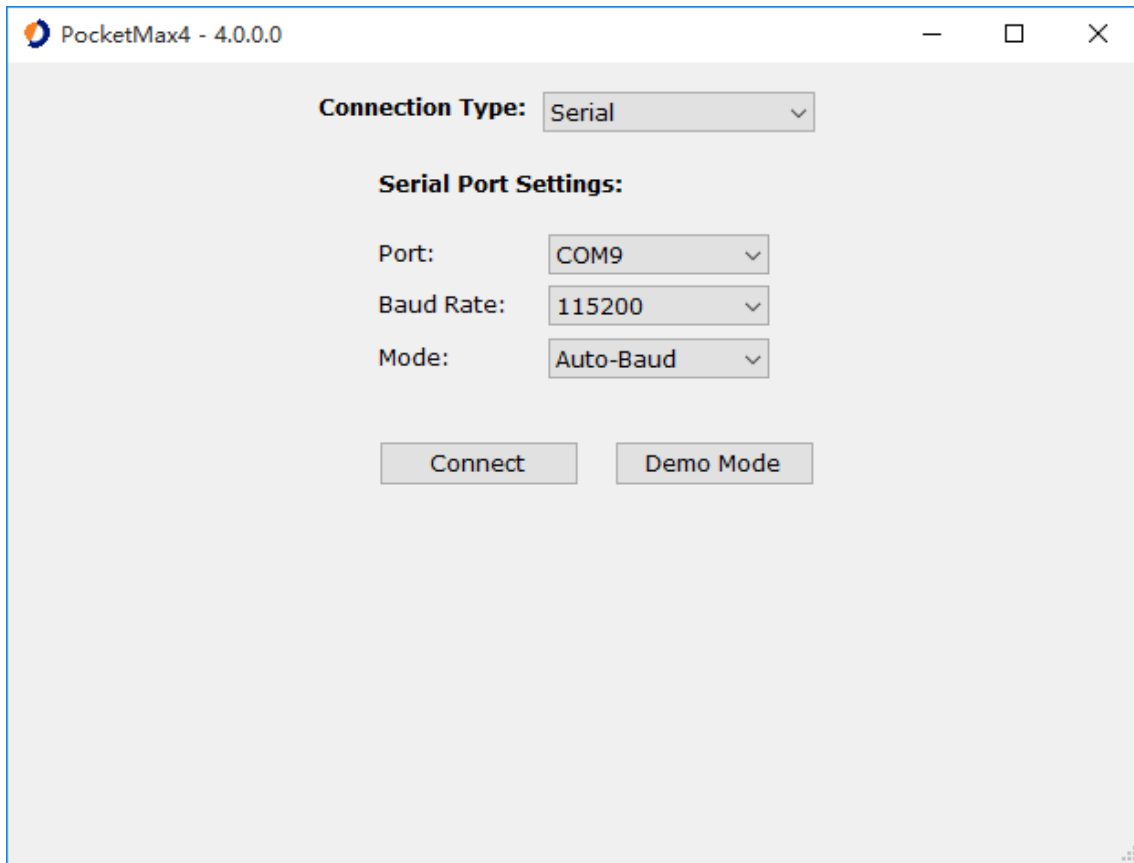 PocketMax4 - 4.0.0.0
Connection Type: Serial
Serial Port Settings:
Port: COM9
Baud Rate: 115200
Mode: Auto-Baud
Connect Demo Mode